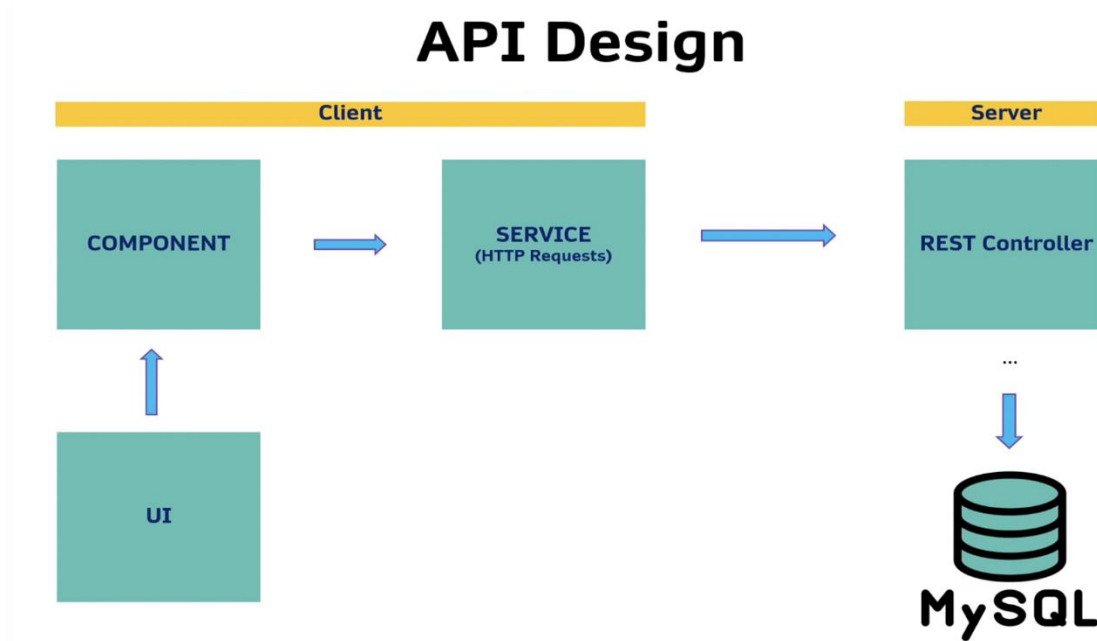 API Design
Client
Server
COMPONENT
SERVICE
(HTTP Requests)
REST Controller
...
UI
MySQL